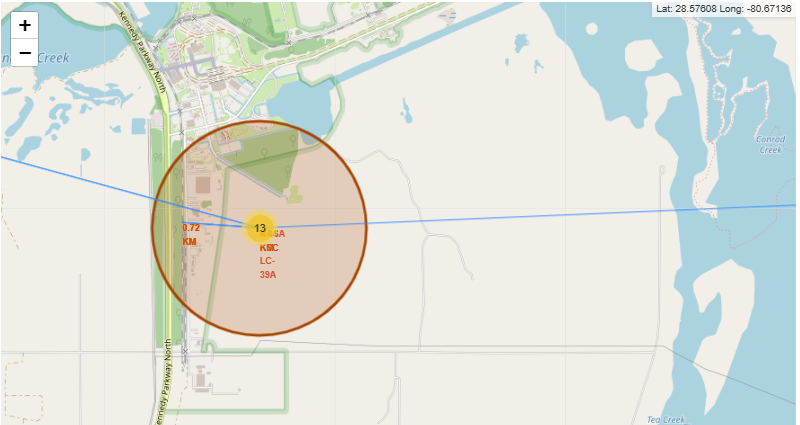 +
Lat: 28.57608 Long: -80.67136
−
Kennedy Parkway North
Creek
Conrad
Creek
0.72
KM
13
KM
LC-
39A
Kennedy Parkway North
Tea Creek